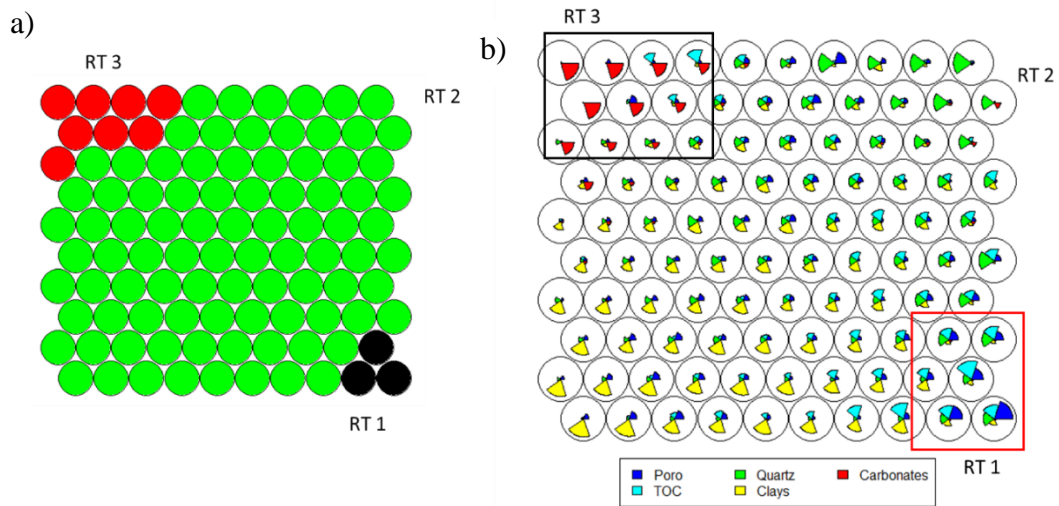 a)
RT 3
RT 2
RT 1
b)
RT 3
RT 2
RT 1
Poro Quartz Carbonates
TOC Clays